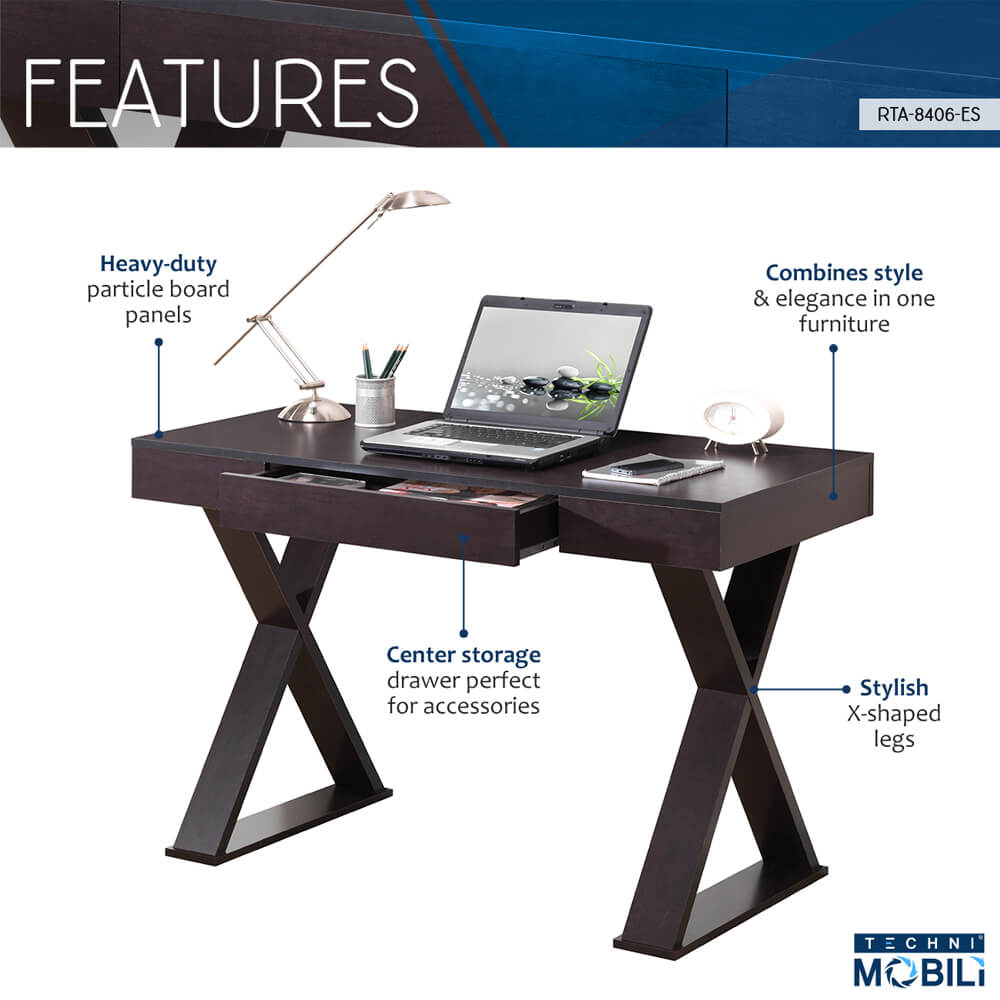 FEATURES
RTA-8406-ES
Heavy-duty
particle board
panels
Combines style
& elegance in one
furniture
Center storage
drawer perfect
for accessories
Stylish
X-shaped
legs
TECHNI®
MOBILI